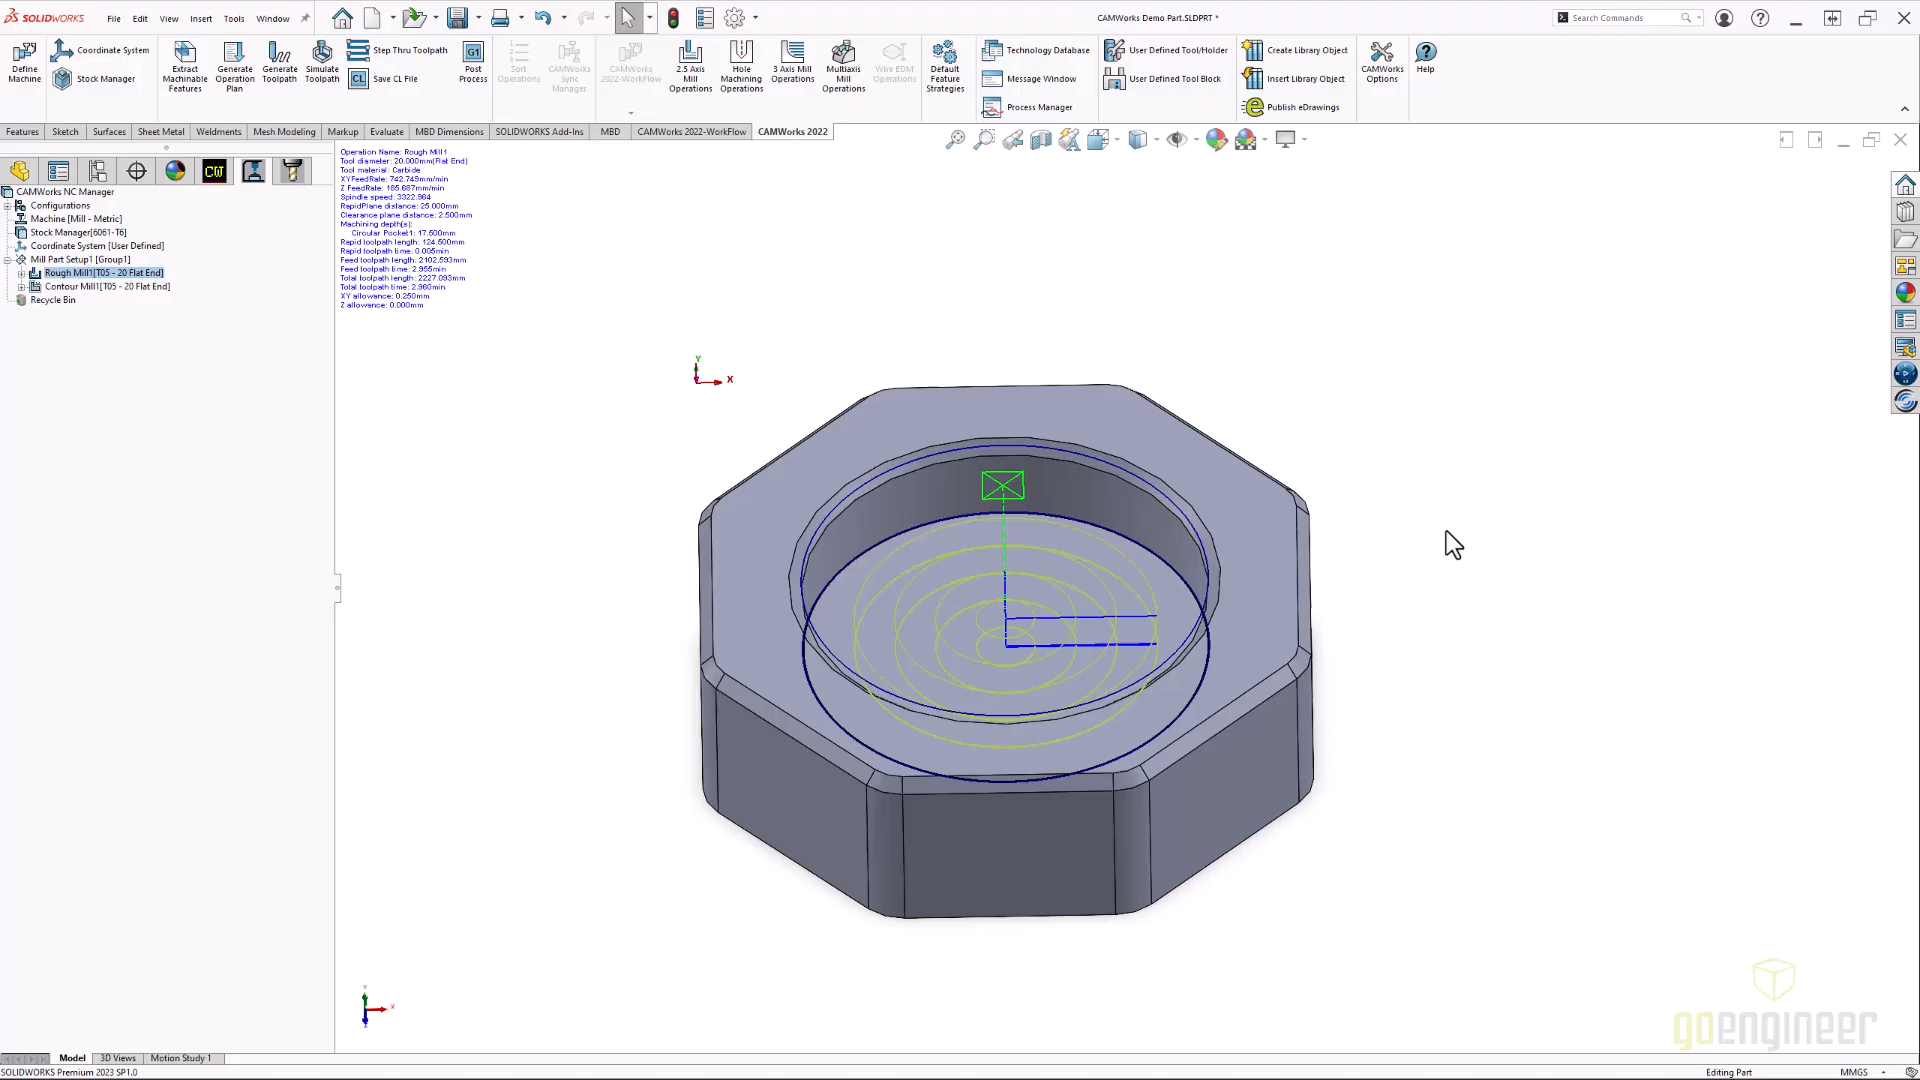 SOLIDWORKS
File Edit View Insert Tools Window
CAMWorks Demo Part.SLDPRT *
Search Commands
Define Machine
Coordinate System
Stock Manager
Extract Machinable Features
Generate Operation Plan
Generate Toolpath
Simulate Toolpath
Step Thru Toolpath
CL Save CL File
G1 Post Process
Sort Operations
CAMWorks Sync Manager
CAMWorks 2022-WorkFlow
2.5 Axis Mill Operations
Hole Machining Operations
3 Axis Mill Operations
Multiaxis Mill Operations
Wire EDM Operations
Default Feature Strategies
Technology Database
Message Window
Process Manager
User Defined Tool/Holder
User Defined Tool Block
Create Library Object
Insert Library Object
Publish eDrawings
CAMWorks Options
Help
Features Sketch Surfaces Sheet Metal Weldments Mesh Modeling Markup Evaluate MBD Dimensions SOLIDWORKS Add-Ins MBD CAMWorks 2022-WorkFlow CAMWorks 2022
CW
CAMWorks NC Manager
Configurations
Machine [Mill - Metric]
Stock Manager[6061-T6]
Coordinate System [User Defined]
Mill Part Setup1 [Group1]
Rough Mill1[T05 - 20 Flat End]
Contour Mill1[T05 - 20 Flat End]
Recycle Bin
Operation Name: Rough Mill1
Tool diameter: 20.000mm(Flat End)
Tool material: Carbide
XYFeedRate: 742.749mm/min
Z FeedRate: 185.687mm/min
Spindle speed: 3322.964
RapidPlane distance: 25.000mm
Clearance plane distance: 2.500mm
Machining depth(s):
Circular Pocket1: 17.500mm
Rapid toolpath length: 124.500mm
Rapid toolpath time: 0.005min
Feed toolpath length: 2102.593mm
Feed toolpath time: 2.955min
Total toolpath length: 2227.093mm
Total toolpath time: 2.960min
XY allowance: 0.250mm
Z allowance: 0.000mm
Y
X
Y
X
Z
goengineer
Model 3D Views Motion Study 1
SOLIDWORKS Premium 2023 SP1.0
Editing Part
MMGS